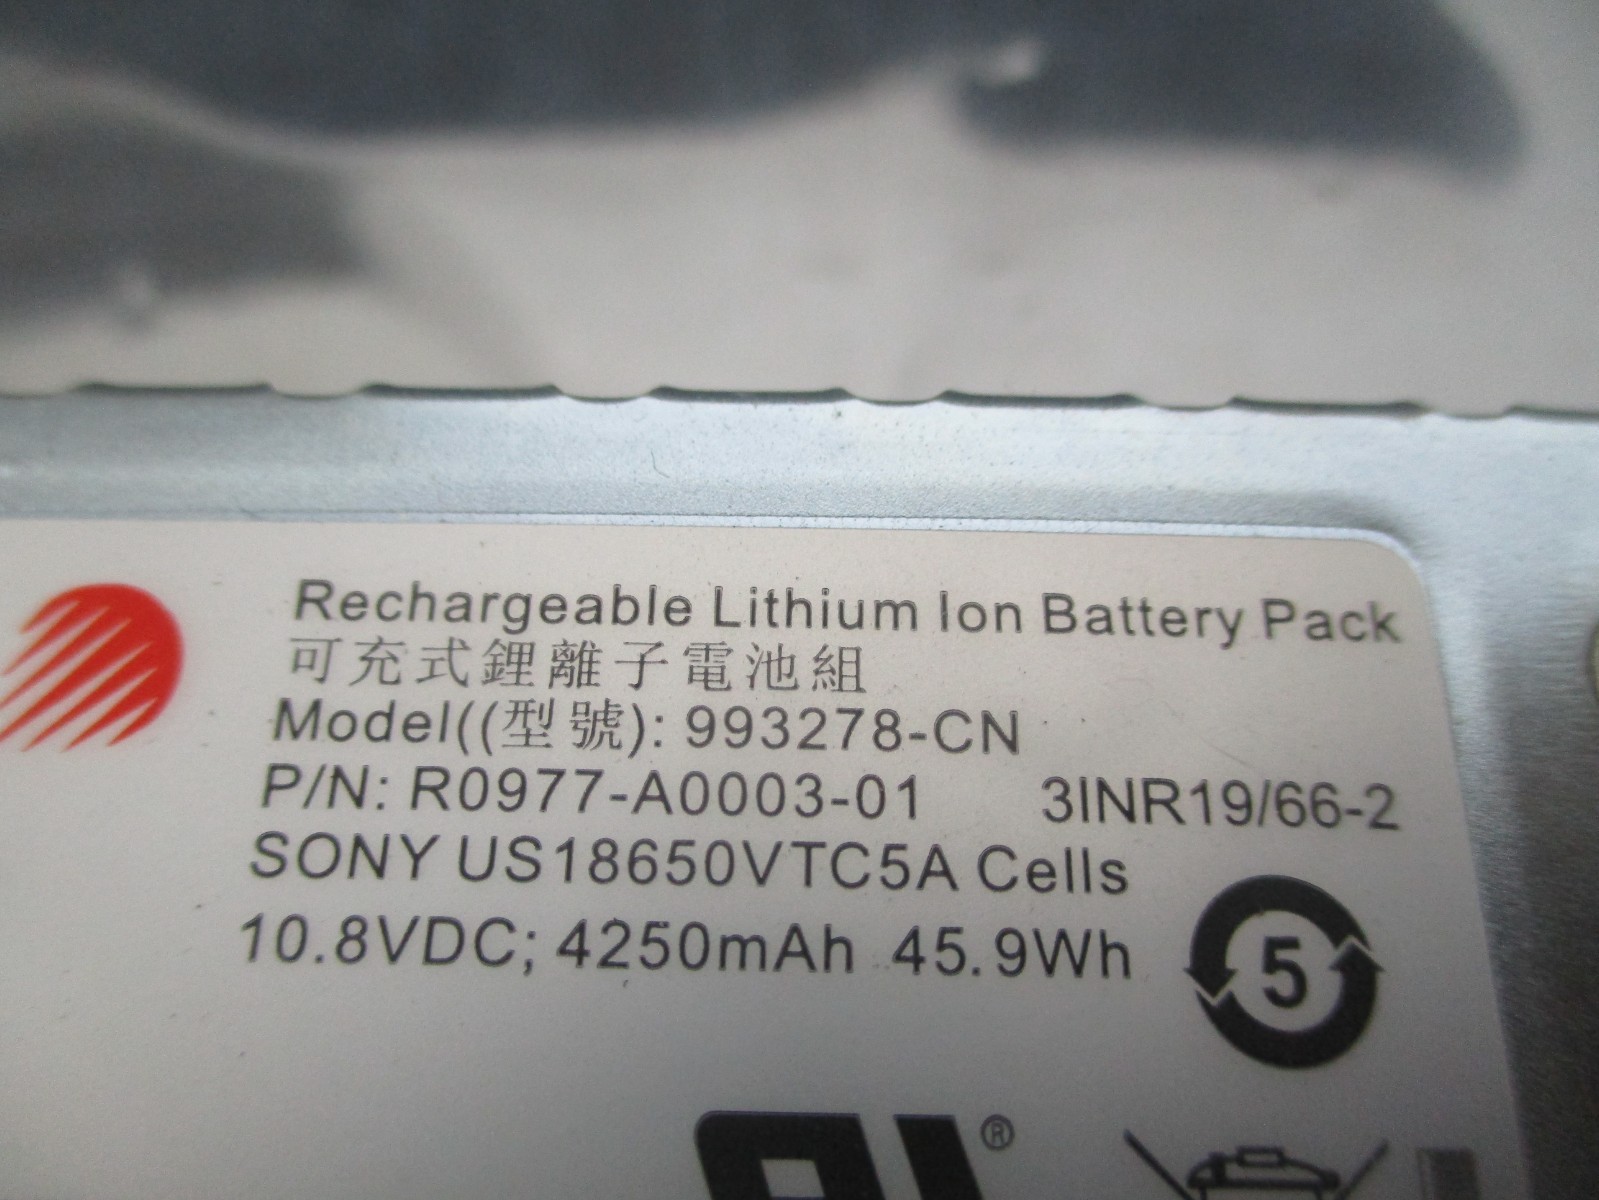 Rechargeable Lithium Ion Battery Pack
可充式鋰離子電池組
Model((型號): 993278-CN
P/N: R0977-A0003-01 3INR19/66-2
SONY US18650VTC5A Cells
10.8VDC; 4250mAh 45.9Wh
5
®